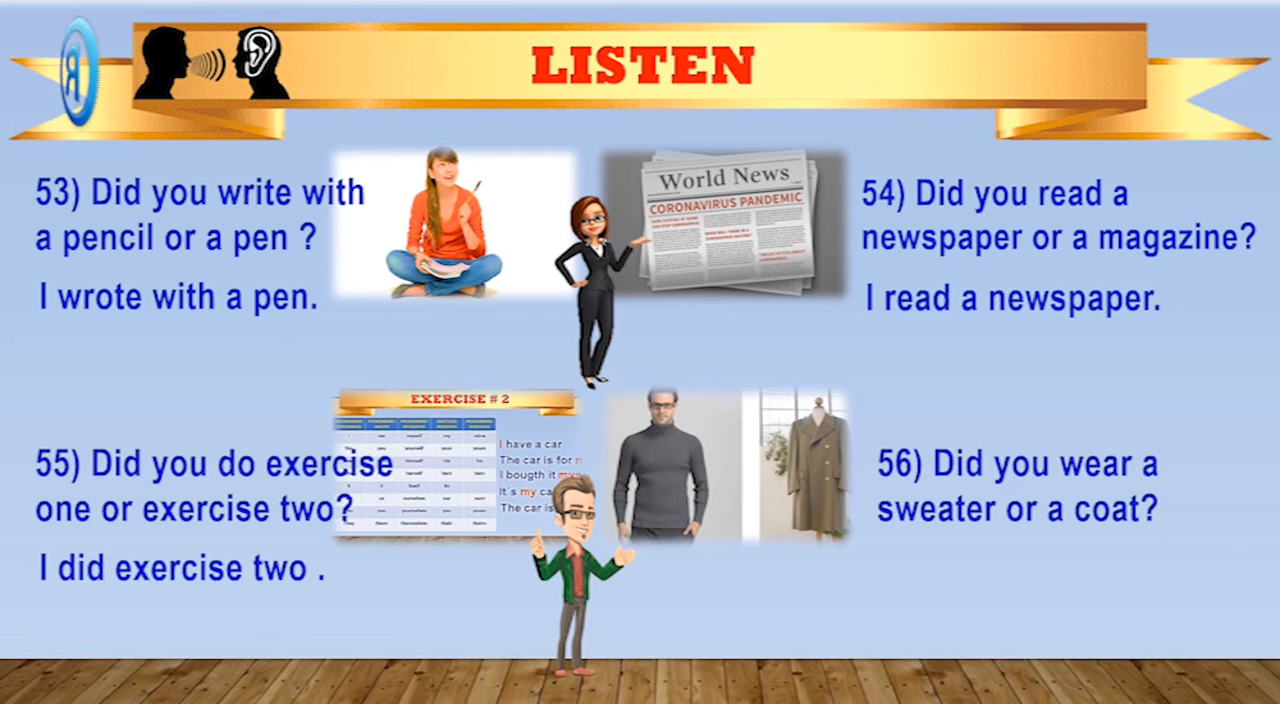 LISTEN
53) Did you write with
a pencil or a pen ?
I wrote with a pen.
World News
CORONAVIRUS PANDEMIC
54) Did you read a
newspaper or a magazine?
I read a newspaper.
EXERCISE # 2
I have a car
The car is for
I bougth it
It's my
The car is
55) Did you do exercise
one or exercise two?
I did exercise two .
56) Did you wear a
sweater or a coat?